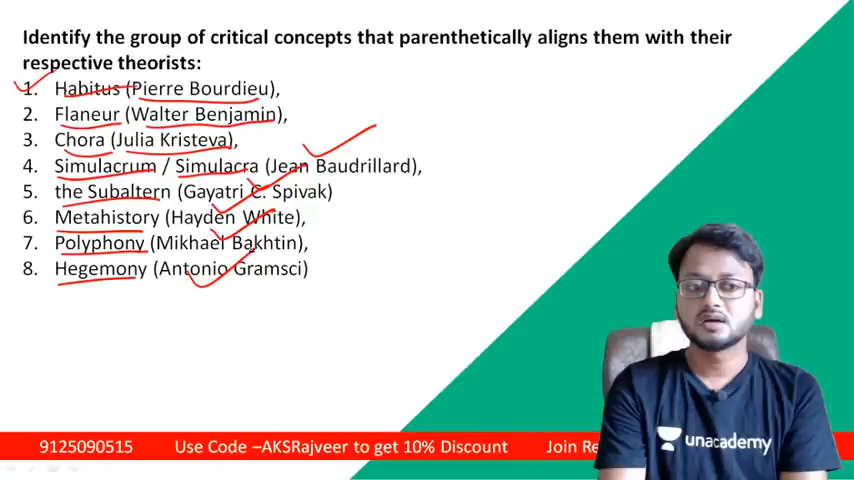 Identify the group of critical concepts that parenthetically aligns them with their
respective theorists:
1. Habitus (Pierre Bourdieu),
2. Flaneur (Walter Benjamin),
3. Chora (Julia Kristeva),
4. Simulacrum / Simulacra (Jean Baudrillard),
5. the Subaltern (Gayatri C. Spivak)
6. Metahistory (Hayden White),
7. Polyphony (Mikhael Bakhtin),
8. Hegemony (Antonio Gramsci)
unacademy
9125090515 Use Code –AKSRajveer to get 10% Discount Join